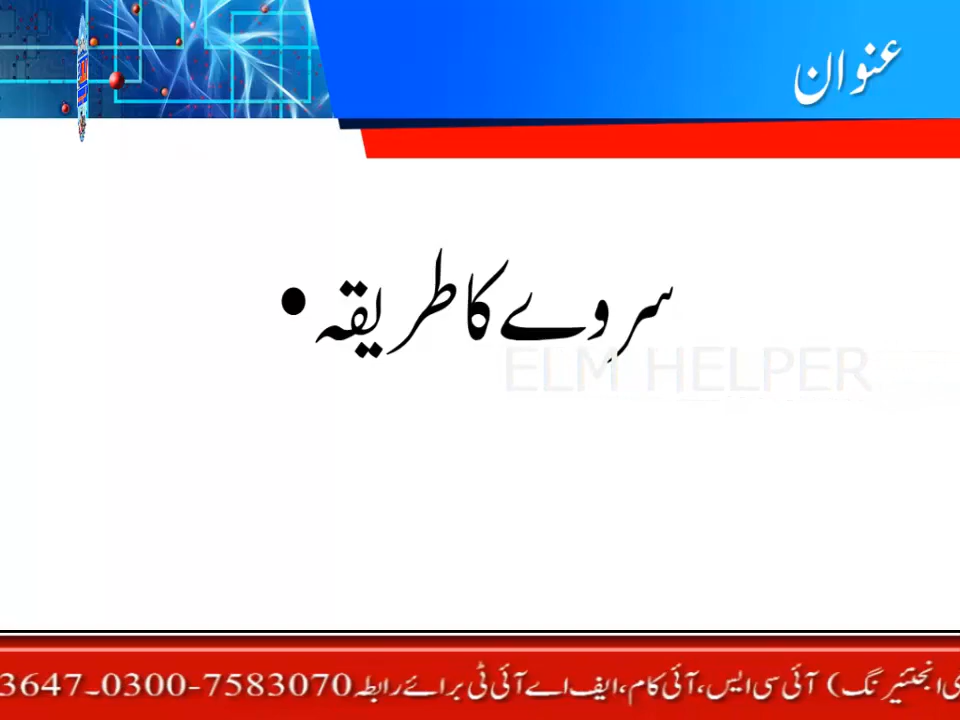 عنوان
سروے کا طریقہ •
ELM HELPER
انجنئیرنگ) آئی سی ایس، آئی کام، ایف اے آئی ٹی برائے رابطہ 0300-7583070۔3647